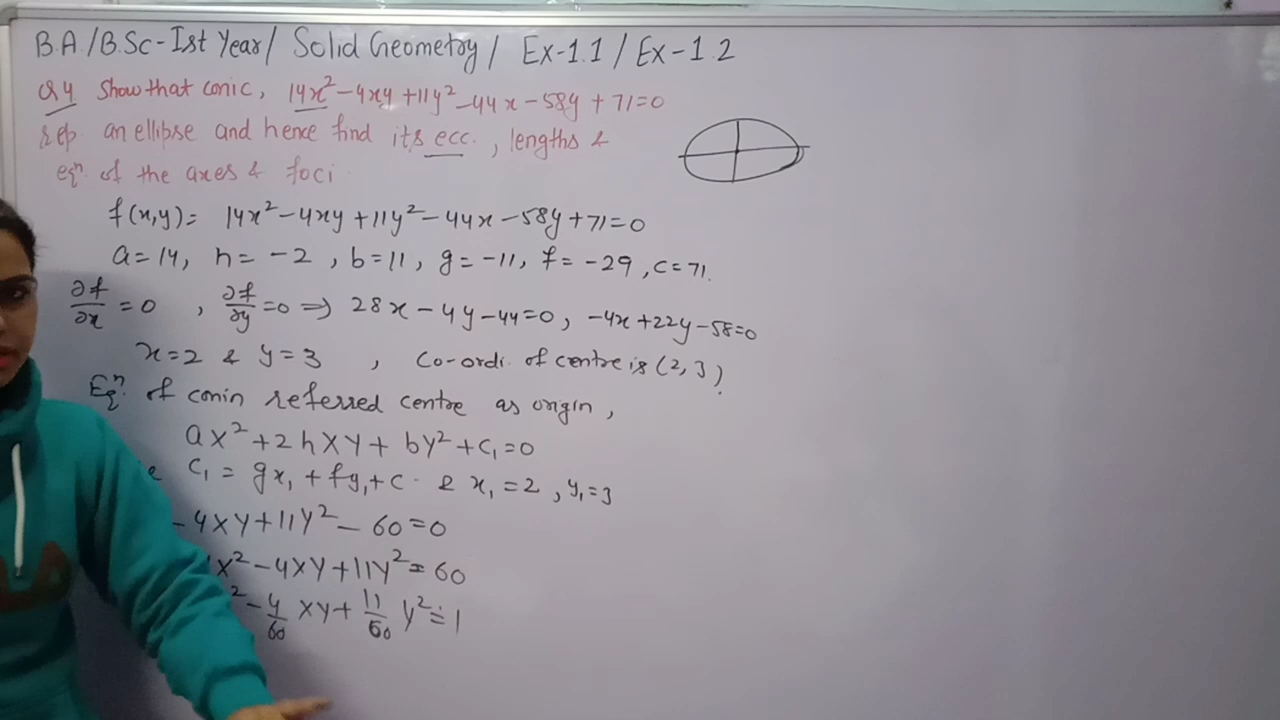 B.A./B.Sc-Ist Year/ Solid Geometry/ Ex-1.1 / Ex-1.2
Q4 Show that conic, 14x²-4xy+11y²-44x-58y+71=0
rep an ellipse and hence find its ecc., lengths &
eqⁿ of the axes & foci
f(x,y)= 14x²-4xy+11y²-44x-58y+71=0
a=14, h=-2, b=11, g=-11, f=-29, c=71.
∂f/∂x=0, ∂f/∂y=0 ⇒ 28x-4y-44=0, -4x+22y-58=0
x=2 & y=3, Co-ordi. of centre is (2,3).
Eqⁿ of conin referred centre as origin,
ax²+2hXY+by²+c₁=0
c₁=gx₁+fy₁+c. & x₁=2, y₁=3
-4XY+11Y²-60=0
x²-4XY+11Y²=60
²-4/60 XY+11/60 Y²=1